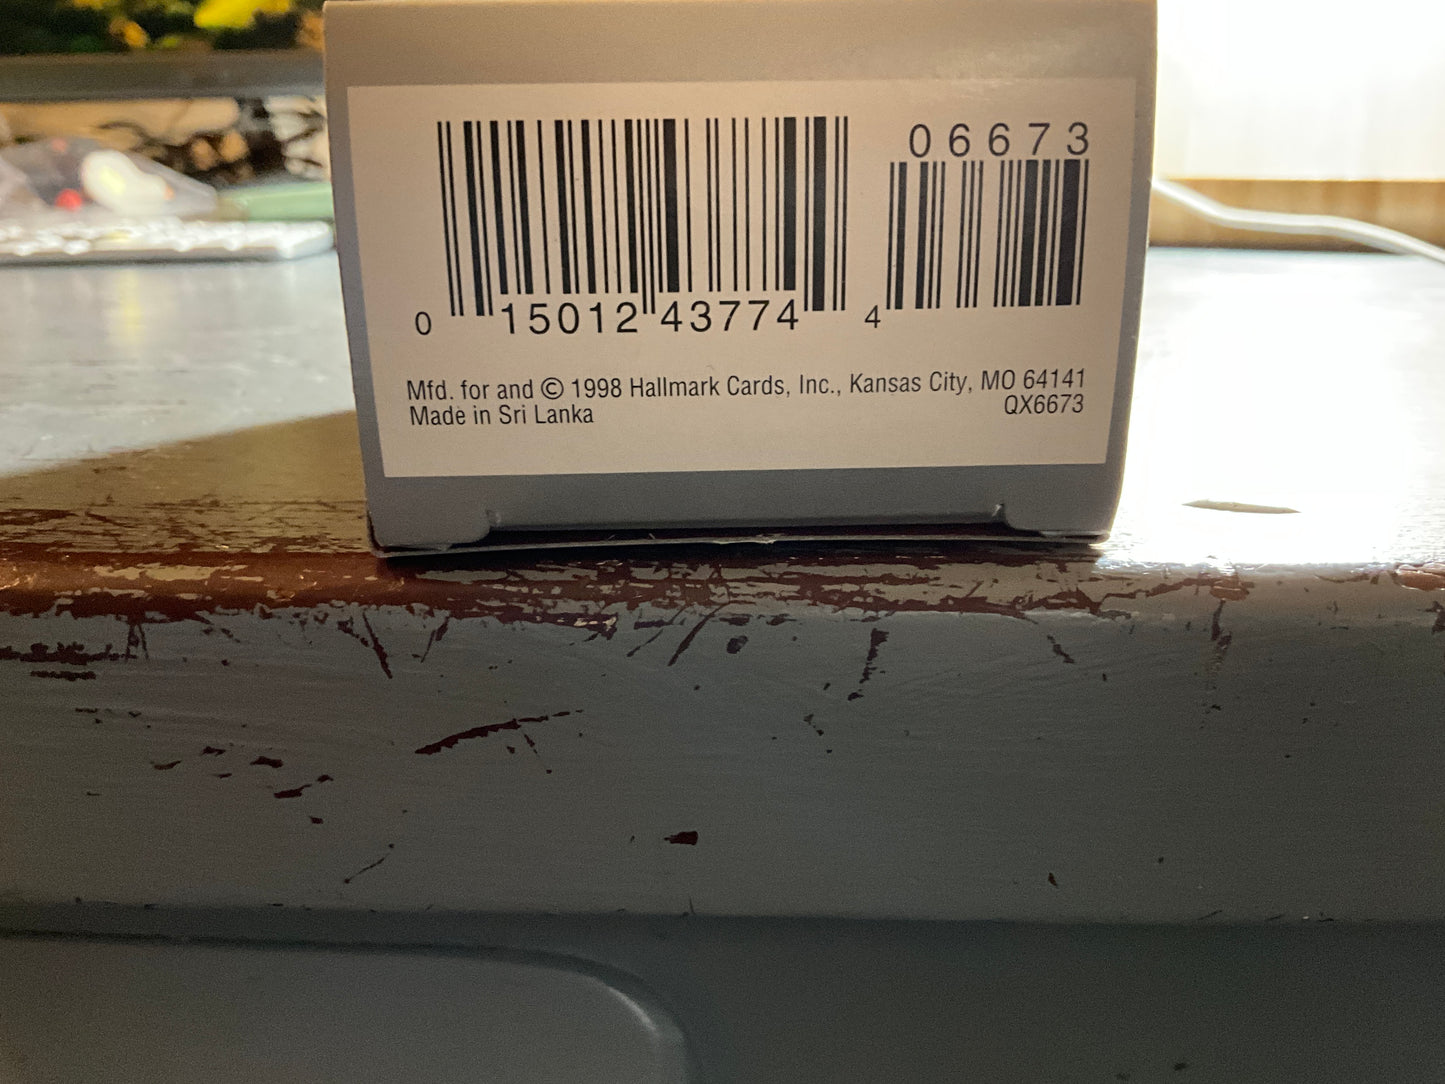 06673
0 15012 43774 4
Mfd. for and © 1998 Hallmark Cards, Inc., Kansas City, MO 64141
Made in Sri Lanka QX6673